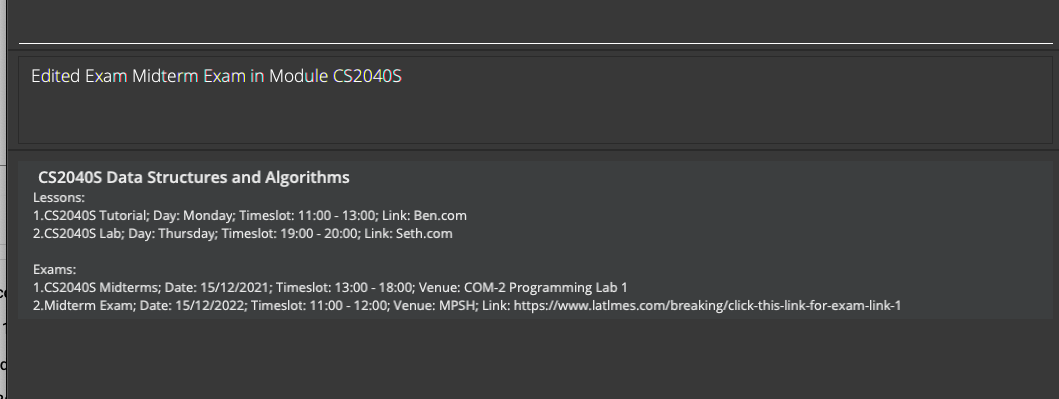 Edited Exam Midterm Exam in Module CS2040S
CS2040S Data Structures and Algorithms
Lessons:
1.CS2040S Tutorial; Day: Monday; Timeslot: 11:00 - 13:00; Link: Ben.com
2.CS2040S Lab; Day: Thursday; Timeslot: 19:00 - 20:00; Link: Seth.com
Exams:
1.CS2040S Midterms; Date: 15/12/2021; Timeslot: 13:00 - 18:00; Venue: COM-2 Programming Lab 1
2.Midterm Exam; Date: 15/12/2022; Timeslot: 11:00 - 12:00; Venue: MPSH; Link: https://www.latlmes.com/breaking/click-this-link-for-exam-link-1